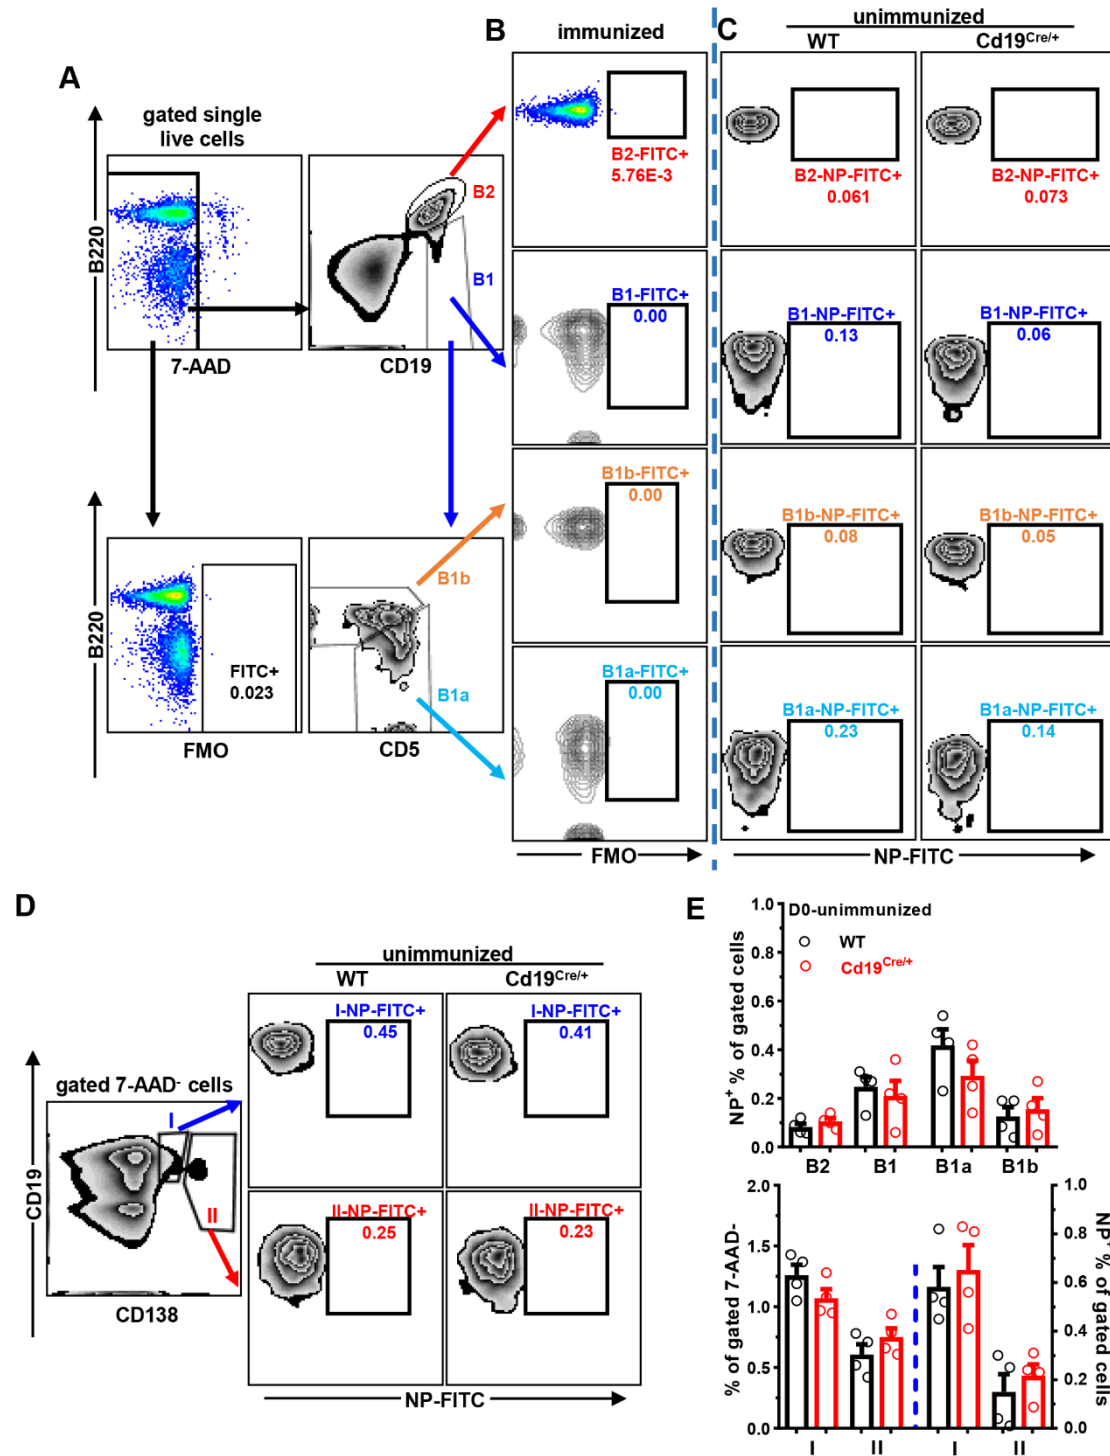 A
gated single
live cells
B220
7-AAD
B2
B1
CD19
B220
FITC+
0.023
FMO
B1b
B1a
CD5
B
immunized
B2-FITC+
5.76E-3
B1-FITC+
0.00
B1b-FITC+
0.00
B1a-FITC+
0.00
FMO
C
unimmunized
WT
Cd19Cre/+
B2-NP-FITC+
0.061
B2-NP-FITC+
0.073
B1-NP-FITC+
0.13
B1-NP-FITC+
0.06
B1b-NP-FITC+
0.08
B1b-NP-FITC+
0.05
B1a-NP-FITC+
0.23
B1a-NP-FITC+
0.14
NP-FITC
D
unimmunized
WT
Cd19Cre/+
gated 7-AAD- cells
CD19
I
II
CD138
I-NP-FITC+
0.45
I-NP-FITC+
0.41
II-NP-FITC+
0.25
II-NP-FITC+
0.23
NP-FITC
E
D0-unimmunized
WT
Cd19Cre/+
NP+ % of gated cells
1.0
0.8
0.6
0.4
0.2
0.0
B2 B1 B1a B1b
% of gated 7-AAD-
2.0
1.5
1.0
0.5
0.0
I II I II
1.0
0.8
0.6
0.4
0.2
0.0
NP+ % of gated cells